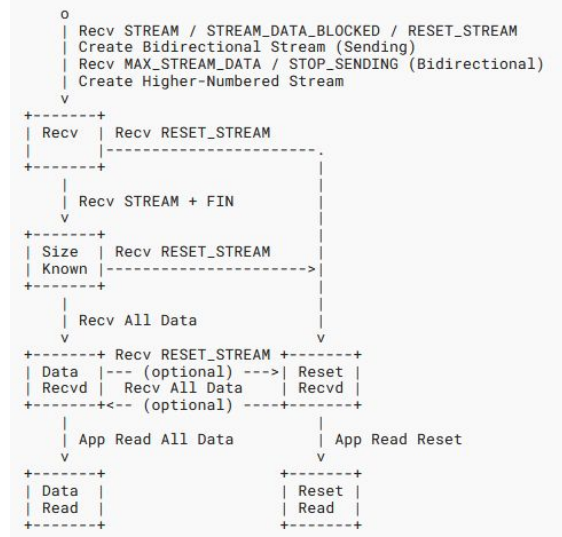 o
| Recv STREAM / STREAM_DATA_BLOCKED / RESET_STREAM
| Create Bidirectional Stream (Sending)
| Recv MAX_STREAM_DATA / STOP_SENDING (Bidirectional)
| Create Higher-Numbered Stream
v
+-------+
| Recv  | Recv RESET_STREAM
|       |-----------------------.
+-------+                       |
    |                           |
    | Recv STREAM + FIN         |
    v                           |
+-------+                       |
| Size  | Recv RESET_STREAM     |
| Known |---------------------->|
+-------+                       |
    |                           |
    | Recv All Data             |
    v                           v
+-------+ Recv RESET_STREAM +-------+
| Data  |--- (optional) --->| Reset |
| Recvd |  Recv All Data    | Recvd |
+-------+<-- (optional) ----+-------+
    |                           |
    | App Read All Data         | App Read Reset
    v                           v
+-------+                   +-------+
| Data  |                   | Reset |
| Read  |                   | Read  |
+-------+                   +-------+